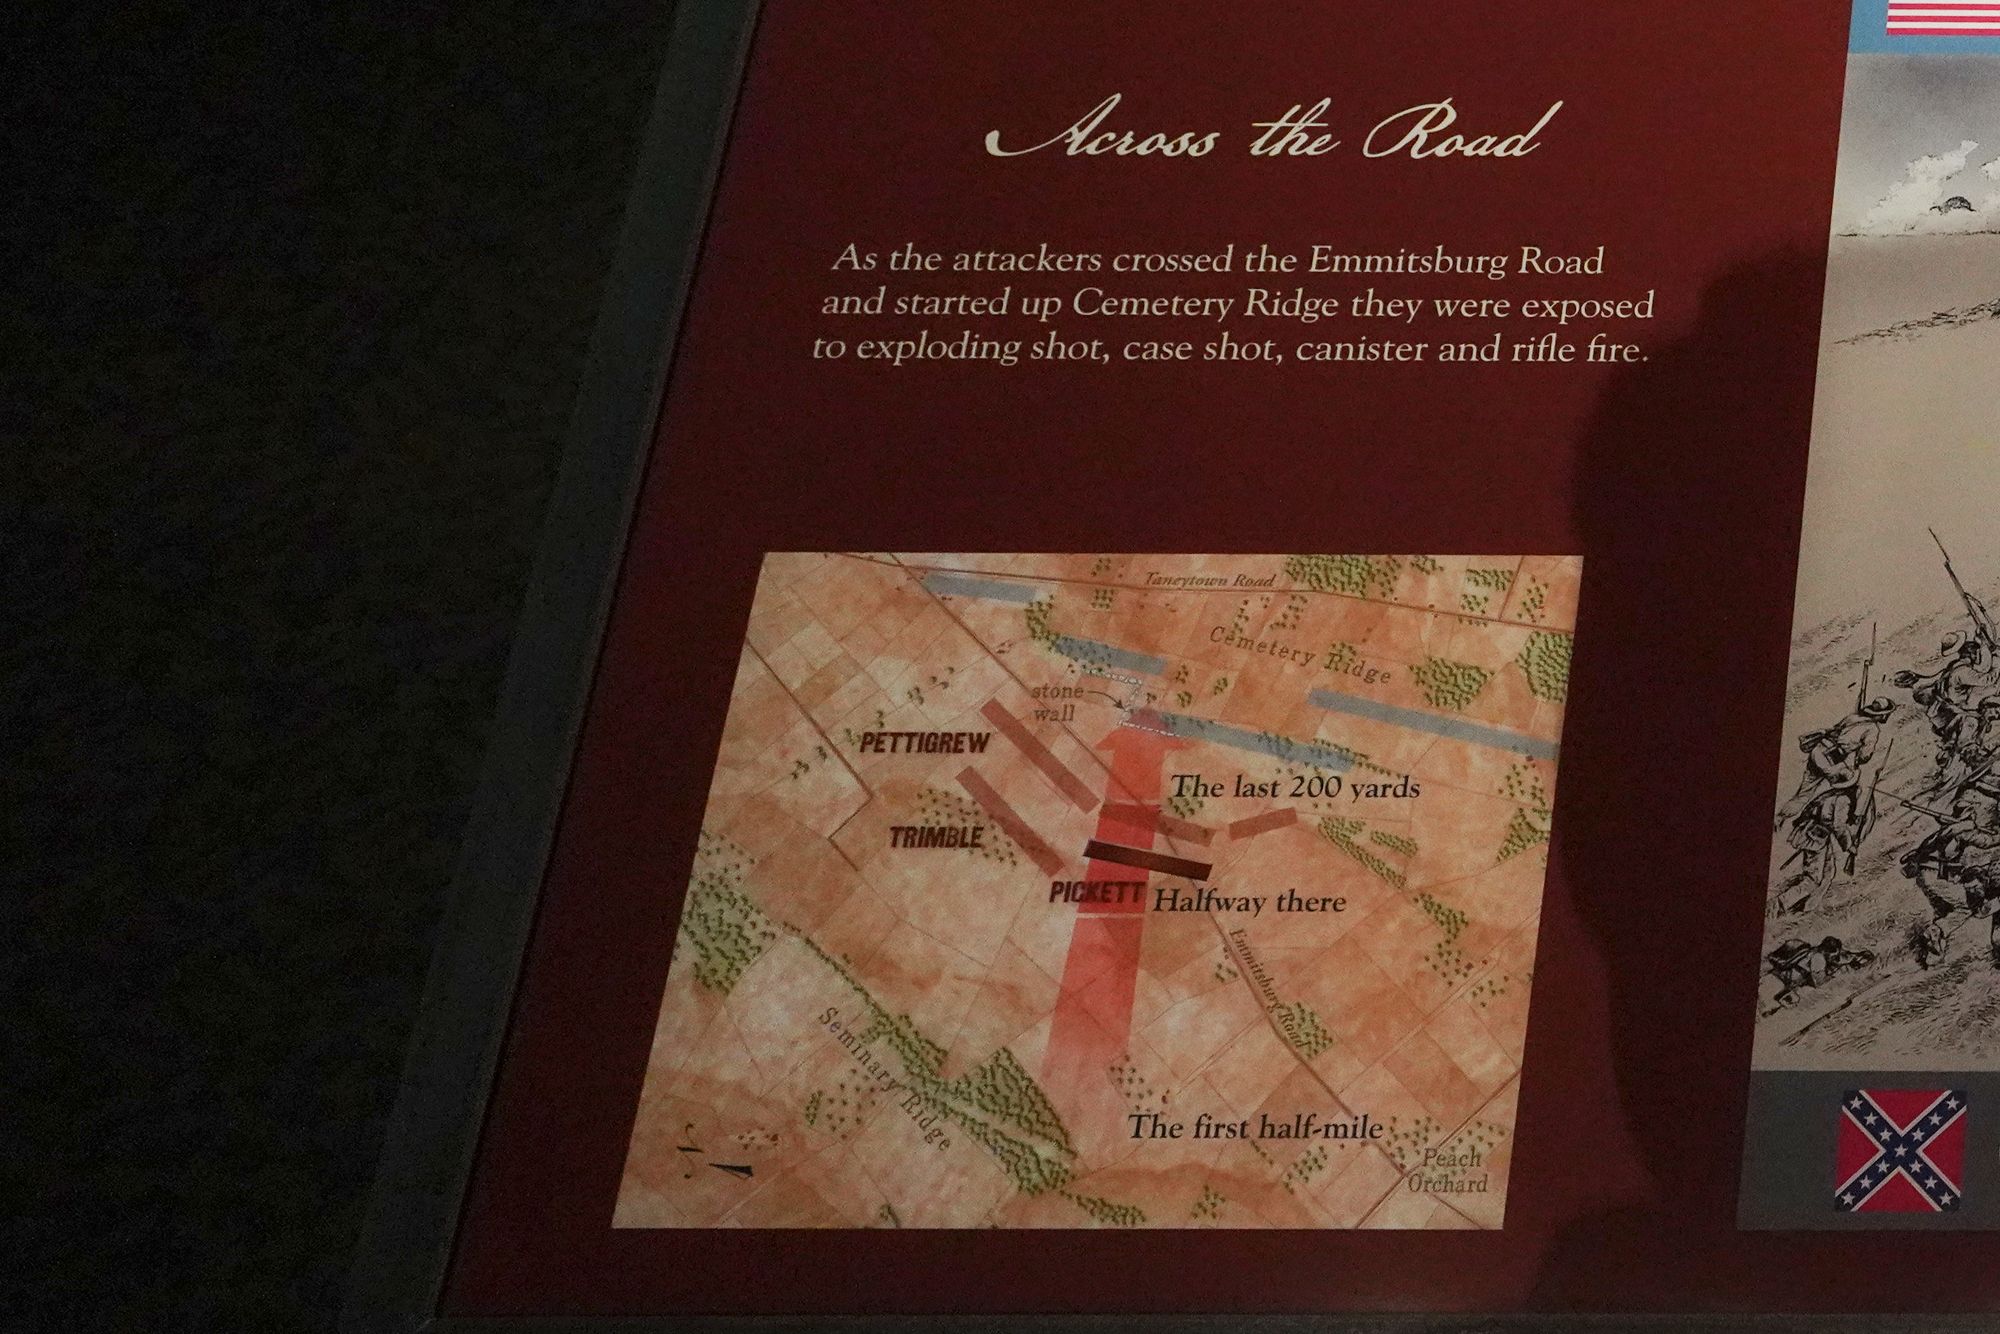 Across the Road
As the attackers crossed the Emmitsburg Road
and started up Cemetery Ridge they were exposed
to exploding shot, case shot, canister and rifle fire.
Taneytown Road
Cemetery Ridge
stone
wall
PETTIGREW
The last 200 yards
TRIMBLE
PICKETT
Halfway there
Emmitsburg Road
Seminary Ridge
The first half-mile
Peach
Orchard